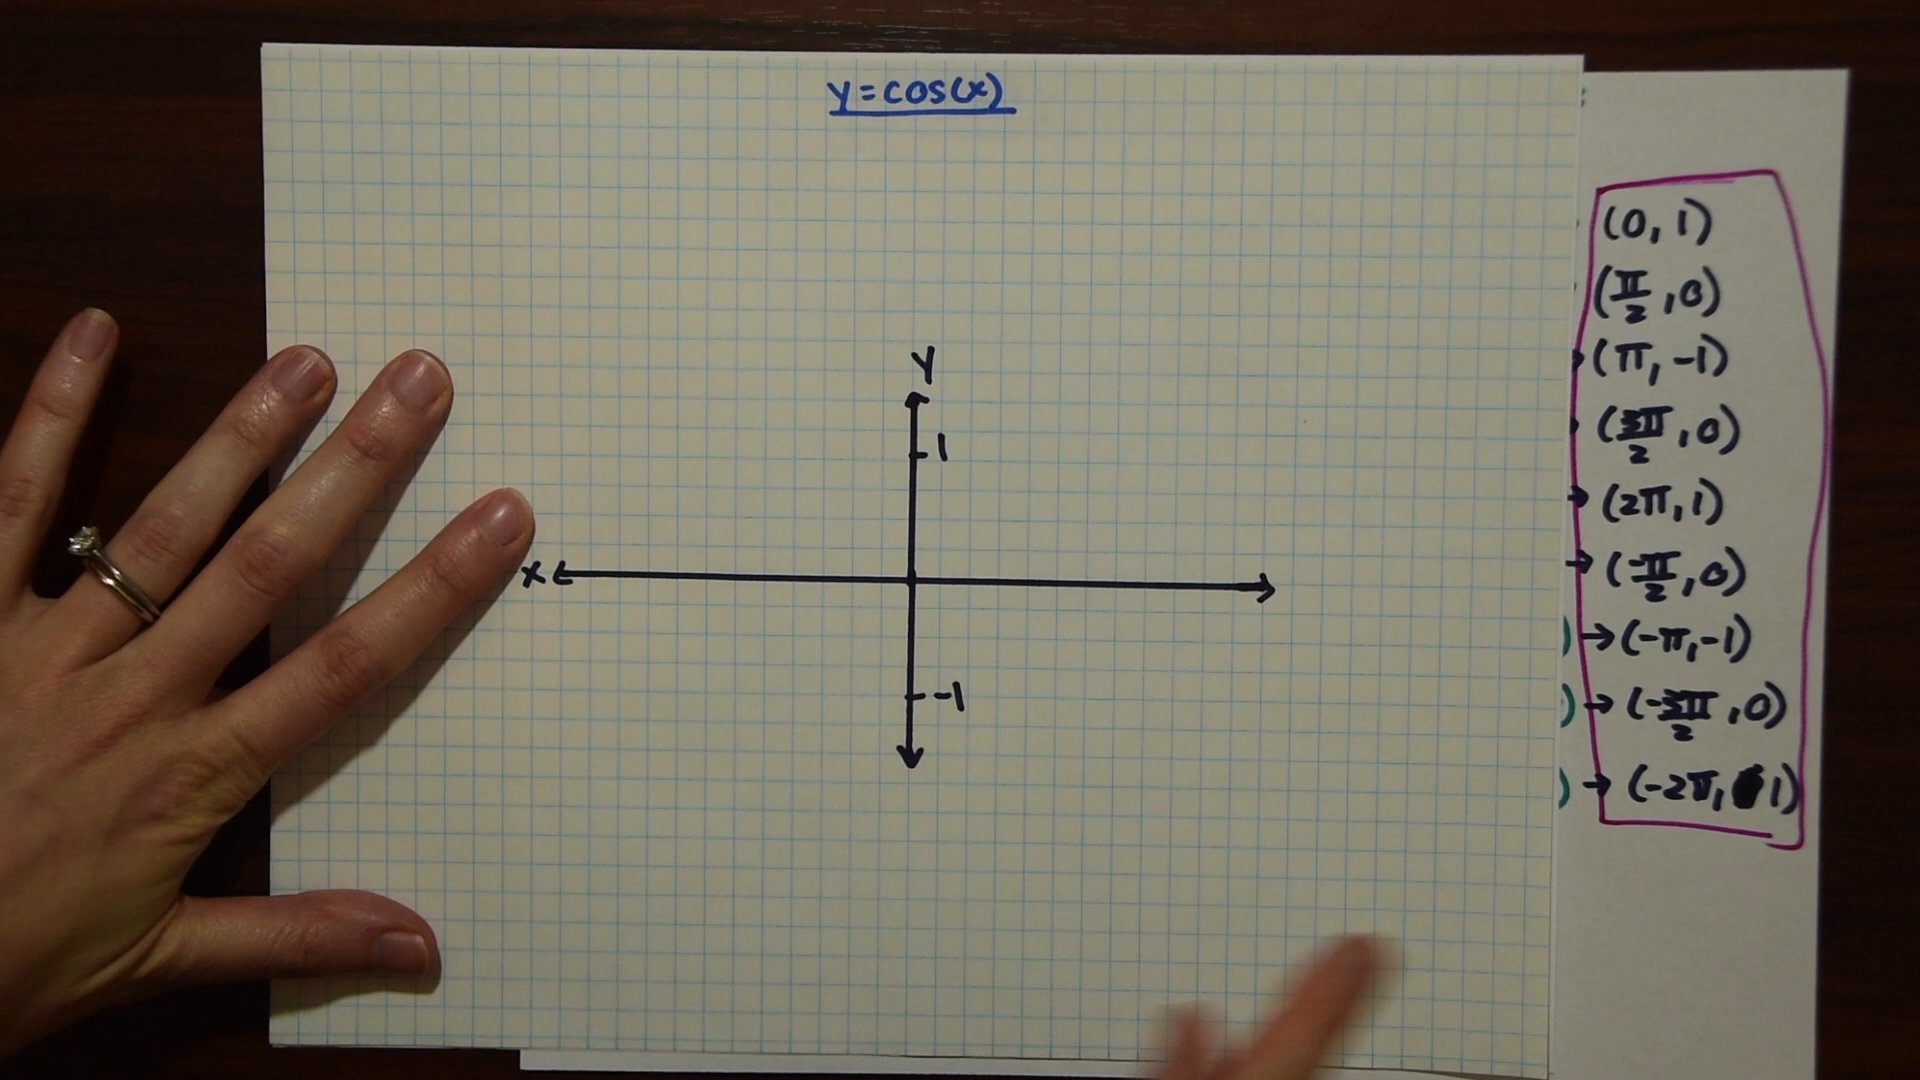 y=cos(x)
y
1
x
-1
:
(0, 1)
(π/2, 0)
→(π, -1)
(3π/2, 0)
→(2π, 1)
→(-π/2, 0)
)→(-π, -1)
)→(-3π/2, 0)
)→(-2π, 1)